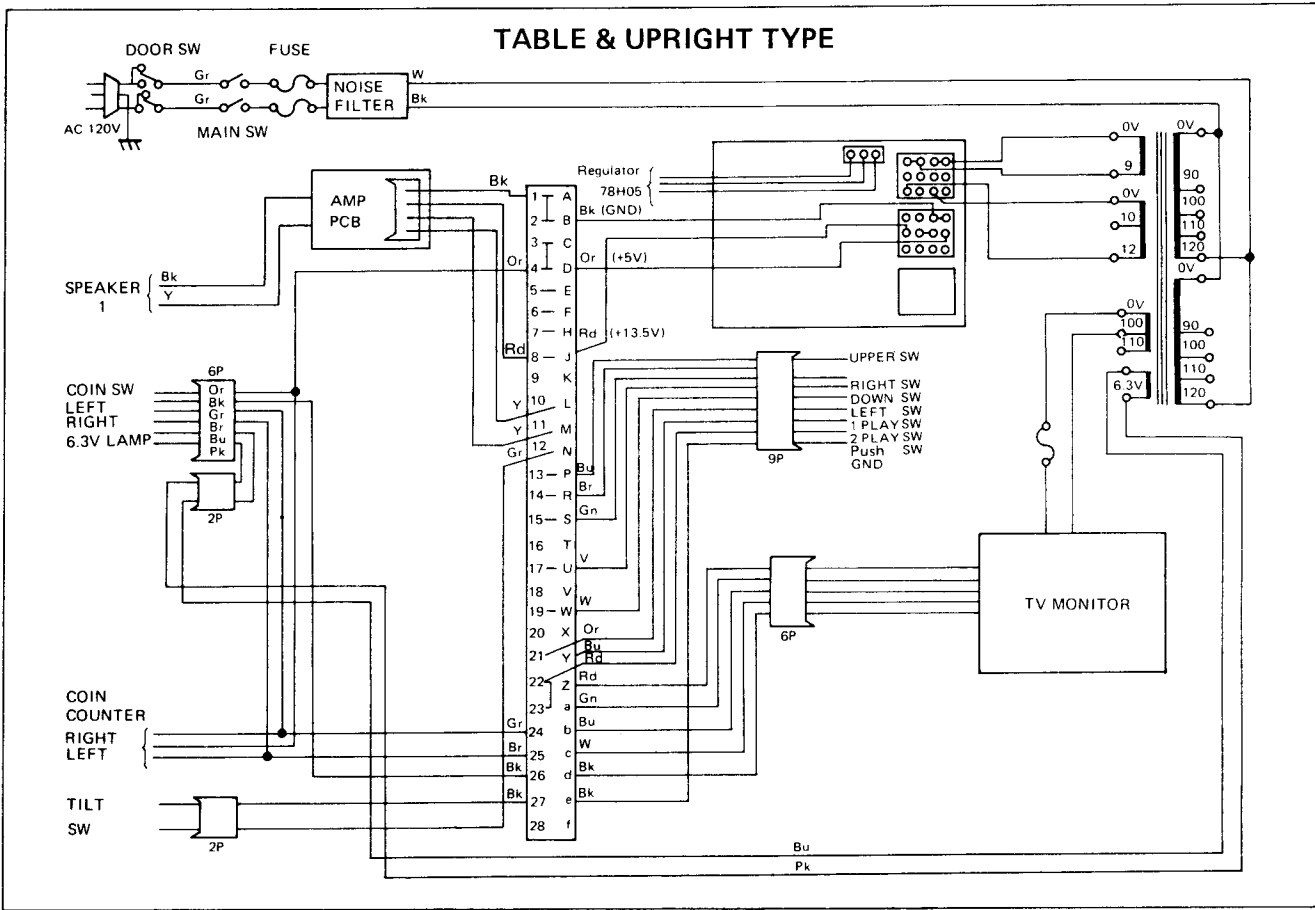 TABLE & UPRIGHT TYPE
DOOR SW
FUSE
Gr
Gr
NOISE
FILTER
W
Bk
AC 120V
MAIN SW
AMP
PCB
Bk
Regulator
78H05
Bk (GND)
Or (+5V)
Rd (+13.5V)
Or
Rd
SPEAKER
1
Bk
Y
1 A
2 B
3 C
4 D
5 E
6 F
7 H
8 J
9 K
10 L
11 M
12 N
13 P
14 R
15 S
16 T
17 U
18 V
19 W
20 X
21 Y
22 Z
23 a
24 b
25 c
26 d
27 e
28 f
Y
Y
Gr
Gr
Br
Bk
Bk
Bu
Br
Gn
V
W
Or
Bu
Rd
Rd
Gn
Bu
W
Bk
Bk
6P
COIN SW
LEFT
RIGHT
6.3V LAMP
Or
Bk
Gr
Br
Bu
Pk
2P
UPPER SW
RIGHT SW
DOWN SW
LEFT SW
1 PLAY SW
2 PLAY SW
Push SW
GND
9P
6P
TV MONITOR
0V
9
0V
10
12
0V
100
110
6.3V
0V
90
100
110
120
0V
90
100
110
120
COIN
COUNTER
RIGHT
LEFT
TILT
SW
2P
Bu
Pk